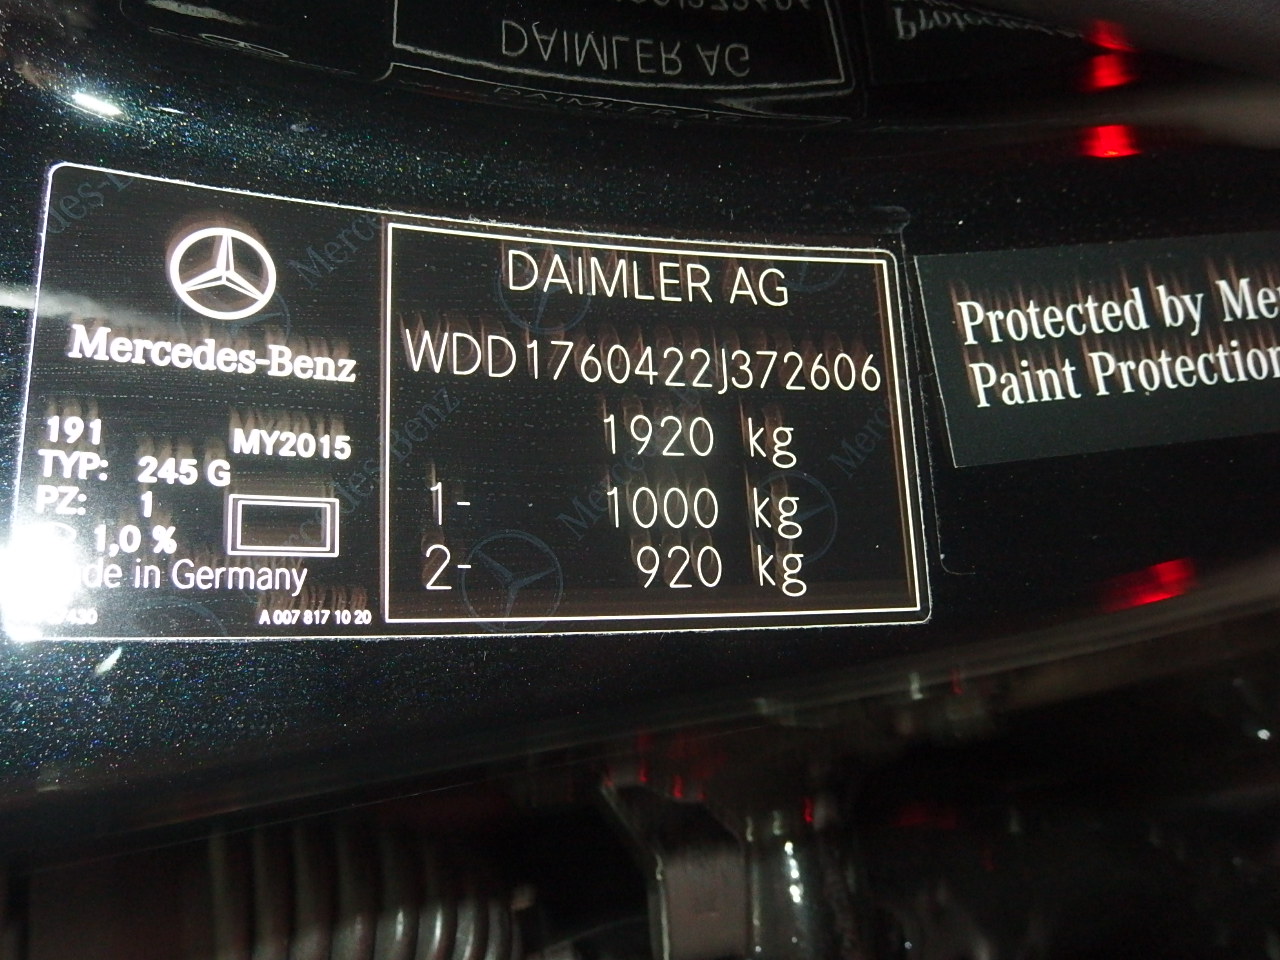 DAIMLER AG
Mercedes-Benz
191
MY2015
TYP: 245 G
PZ: 1
1,0 %
de in Germany
430
A 007 817 10 20
DAIMLER AG
WDD1760422J372606
1920 kg
1- 1000 kg
2- 920 kg
Protected by Me
Paint Protection